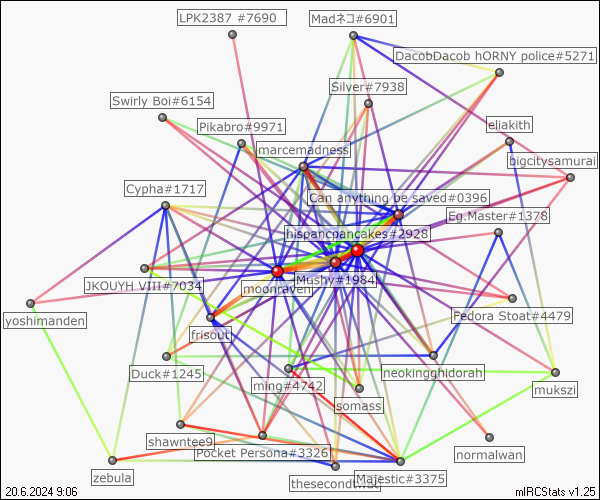 LPK2387 #7690
Madネコ#6901
DacobDacob hORNY police#5271
Silver#7938
Swirly Boi#6154
Pikabro#9971
eliakith
marcemadness
bigcitysamurai
Cypha#1717
Can anything be saved#0396
Eg.Master#1378
hispancpancakes#2928
Mushy#1984
JKOUYH VIII#7034
moonraven
yoshimanden
Fedora Stoat#4479
frisout
Duck#1245
neokingghidorah
ming#4742
mukszi
somass
shawntee9
Pocket Persona#3326
normalwan
zebula
thesecondtwut
Majestic#3375
20.6.2024 9:06
mIRCStats v1.25